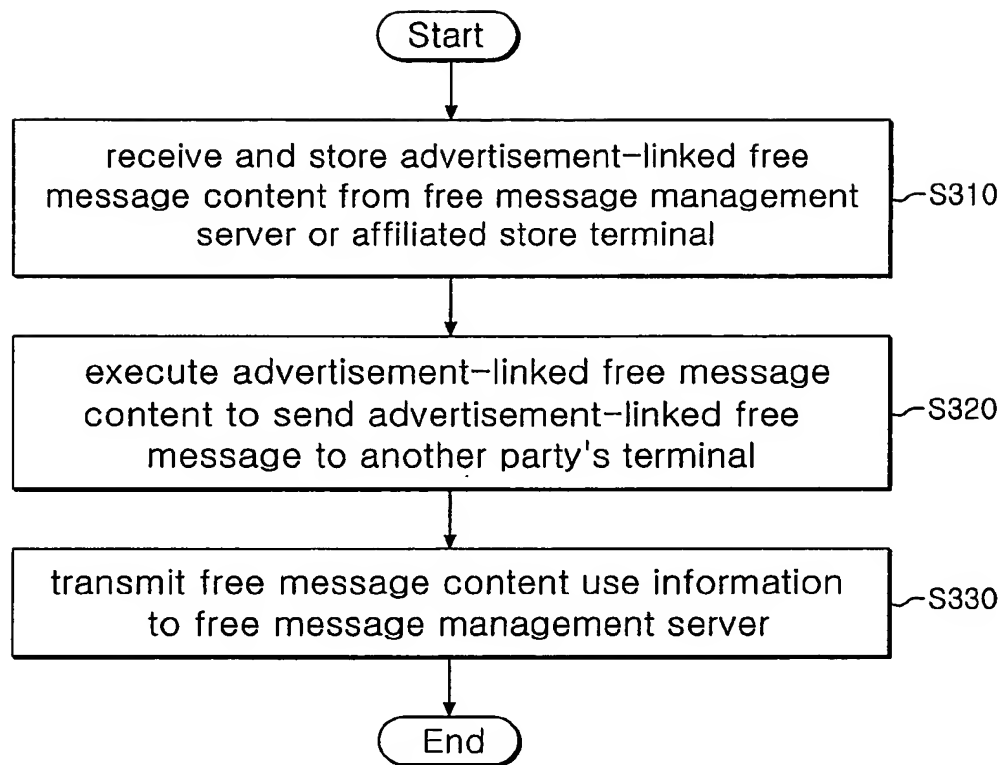 Start
receive and store advertisement-linked free
message content from free message management
server or affiliated store terminal
S310
execute advertisement-linked free message
content to send advertisement-linked free
message to another party's terminal
S320
transmit free message content use information
to free message management server
S330
End